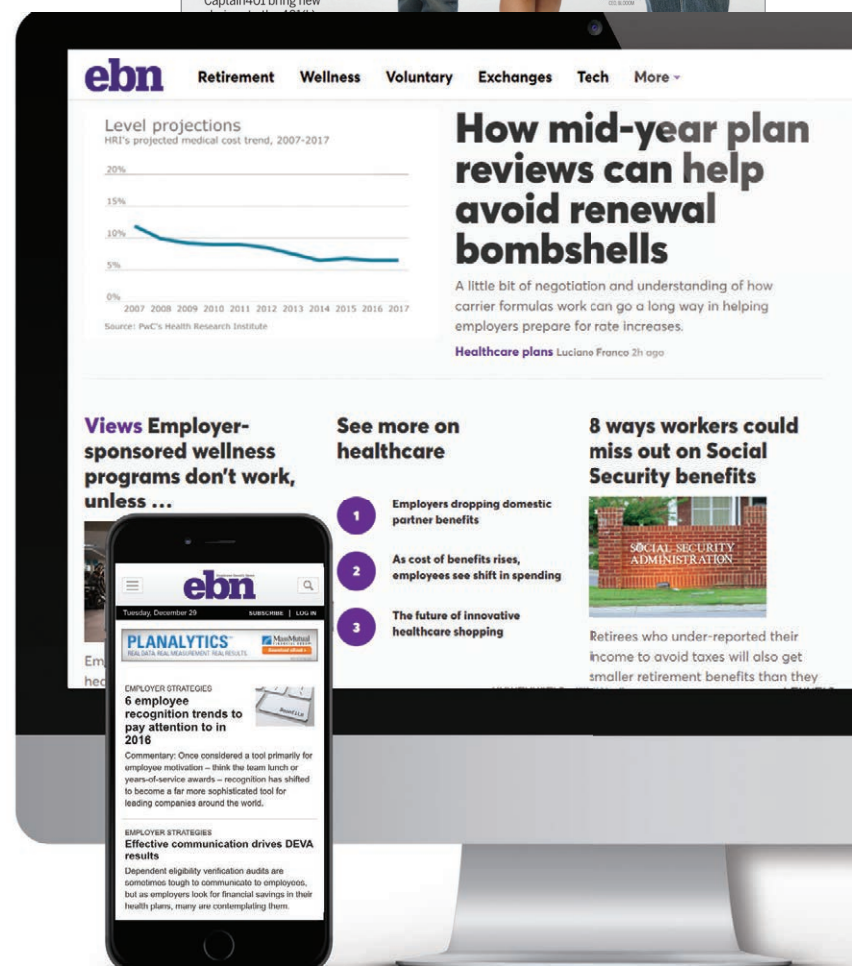 Captain401 bring new
ebn
Retirement Wellness Voluntary Exchanges Tech More
Level projections
HRI's projected medical cost trend, 2007-2017
20%
15%
10%
5%
0%
2007 2008 2009 2010 2011 2012 2013 2014 2015 2016 2017
Source: PwC's Health Research Institute
How mid-year plan
reviews can help
avoid renewal
bombshells
A little bit of negotiation and understanding of how
carrier formulas work can go a long way in helping
employers prepare for rate increases.
Healthcare plans Luciano Franco 2h ago
Views Employer-
sponsored wellness
programs don't work,
unless ...
Em
hea
See more on
healthcare
1 Employers dropping domestic
partner benefits
2 As cost of benefits rises,
employees see shift in spending
3 The future of innovative
healthcare shopping
8 ways workers could
miss out on Social
Security benefits
SOCIAL SECURITY
ADMINISTRATION
Retirees who under-reported their
income to avoid taxes will also get
smaller retirement benefits than they
ebn
Tuesday, December 29 SUBSCRIBE | LOG IN
PLANALYTICS
REAL DATA. REAL MEASUREMENT. REAL RESULTS.
MassMutual
EMPLOYER STRATEGIES
6 employee
recognition trends to
pay attention to in
2016
Commentary: Once considered a tool primarily for
employee motivation – think the team lunch or
years-of-service awards – recognition has shifted
to become a far more sophisticated tool for
leading companies around the world.
EMPLOYER STRATEGIES
Effective communication drives DEVA
results
Dependent eligibility verification audits are
sometimes tough to communicate to employees,
but as employers look for financial savings in their
health plans, many are contemplating them.